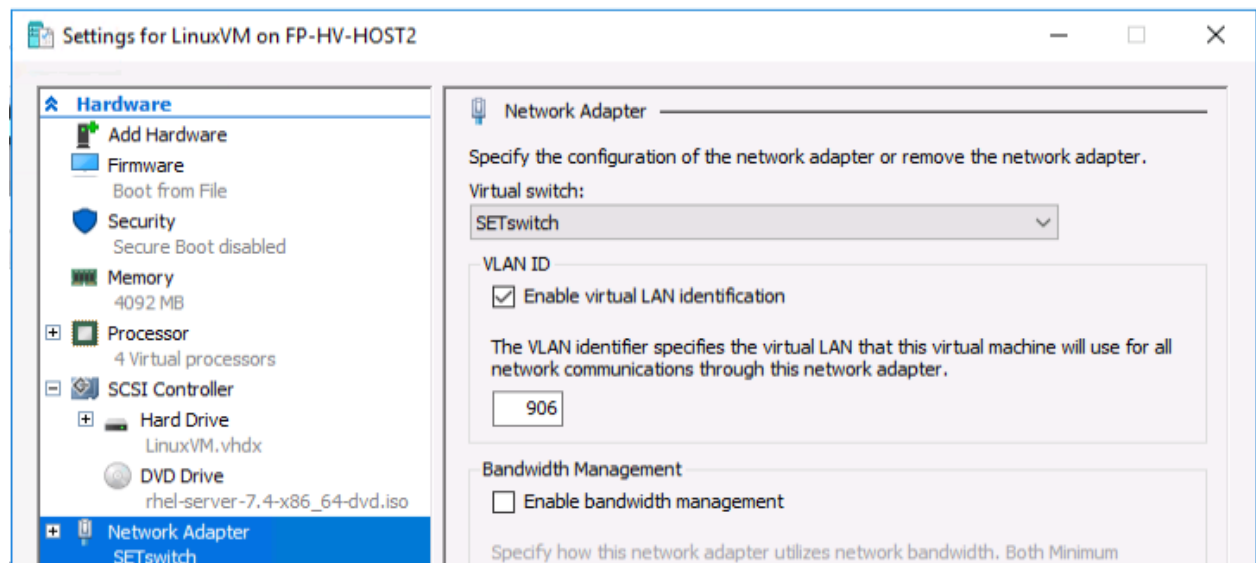 Settings for LinuxVM on FP-HV-HOST2
Hardware
Add Hardware
Firmware
Boot from File
Security
Secure Boot disabled
Memory
4092 MB
Processor
4 Virtual processors
SCSI Controller
Hard Drive
LinuxVM.vhdx
DVD Drive
rhel-server-7.4-x86_64-dvd.iso
Network Adapter
SETswitch
Network Adapter
Specify the configuration of the network adapter or remove the network adapter.
Virtual switch:
SETswitch
VLAN ID
Enable virtual LAN identification
The VLAN identifier specifies the virtual LAN that this virtual machine will use for all
network communications through this network adapter.
906
Bandwidth Management
Enable bandwidth management
Specify how this network adapter utilizes network bandwidth. Both Minimum